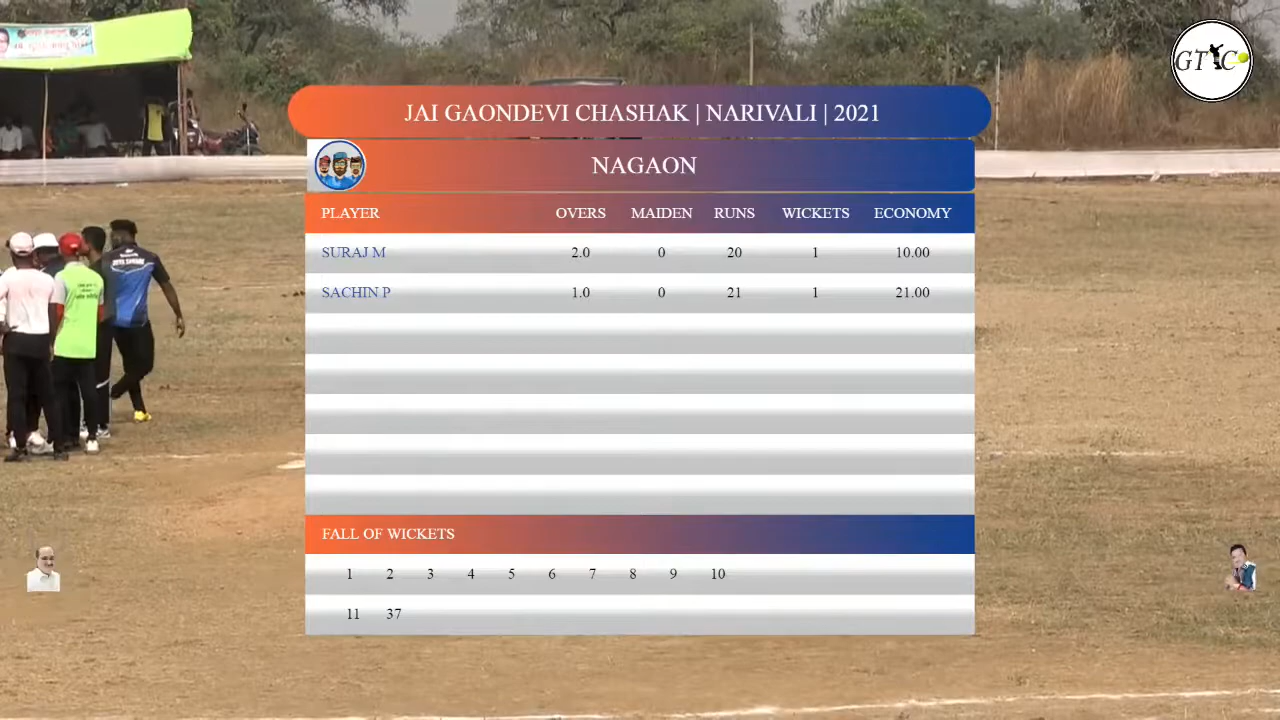 GTC
JAI GAONDEVI CHASHAK | NARIVALI | 2021
NAGAON
PLAYER OVERS MAIDEN RUNS WICKETS ECONOMY
SURAJ M 2.0 0 20 1 10.00
SACHIN P 1.0 0 21 1 21.00
FALL OF WICKETS
1 2 3 4 5 6 7 8 9 10
11 37